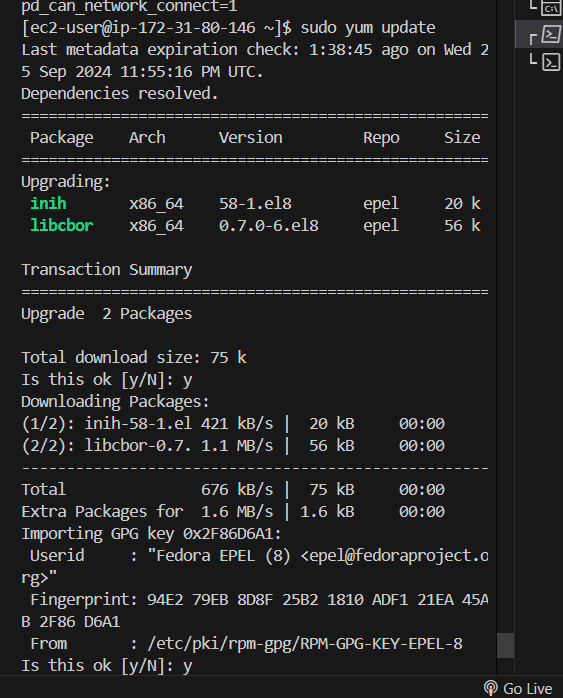 pd_can_network_connect=1
[ec2-user@ip-172-31-80-146 ~]$ sudo yum update
Last metadata expiration check: 1:38:45 ago on Wed 2
5 Sep 2024 11:55:16 PM UTC.
Dependencies resolved.
====================================================
Package Arch Version Repo Size
====================================================
Upgrading:
inih x86_64 58-1.el8 epel 20 k
libcbor x86_64 0.7.0-6.el8 epel 56 k
Transaction Summary
====================================================
Upgrade 2 Packages
Total download size: 75 k
Is this ok [y/N]: y
Downloading Packages:
(1/2): inih-58-1.el 421 kB/s | 20 kB 00:00
(2/2): libcbor-0.7. 1.1 MB/s | 56 kB 00:00
----------------------------------------------------
Total 676 kB/s | 75 kB 00:00
Extra Packages for 1.6 MB/s | 1.6 kB 00:00
Importing GPG key 0x2F86D6A1:
Userid : "Fedora EPEL (8) <epel@fedoraproject.o
rg>"
Fingerprint: 94E2 79EB 8D8F 25B2 1810 ADF1 21EA 45A
B 2F86 D6A1
From : /etc/pki/rpm-gpg/RPM-GPG-KEY-EPEL-8
Is this ok [y/N]: y
Go Live